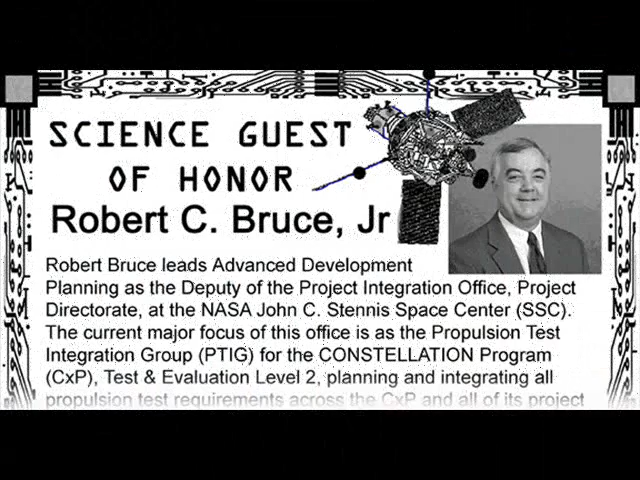 SCIENCE GUEST
OF HONOR
Robert C. Bruce, Jr
Robert Bruce leads Advanced Development
Planning as the Deputy of the Project Integration Office, Project
Directorate, at the NASA John C. Stennis Space Center (SSC).
The current major focus of this office is as the Propulsion Test
Integration Group (PTIG) for the CONSTELLATION Program
(CxP), Test & Evaluation Level 2, planning and integrating all
propulsion test requirements across the CxP and all of its project